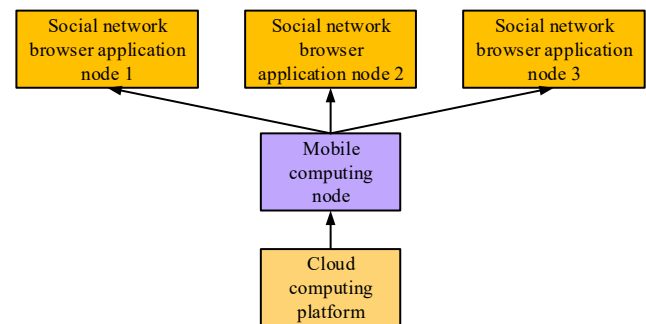 Social network
browser application
node 1
Social network
browser
application node 2
Social network
browser application
node 3
Mobile
computing
node
Cloud
computing
platform